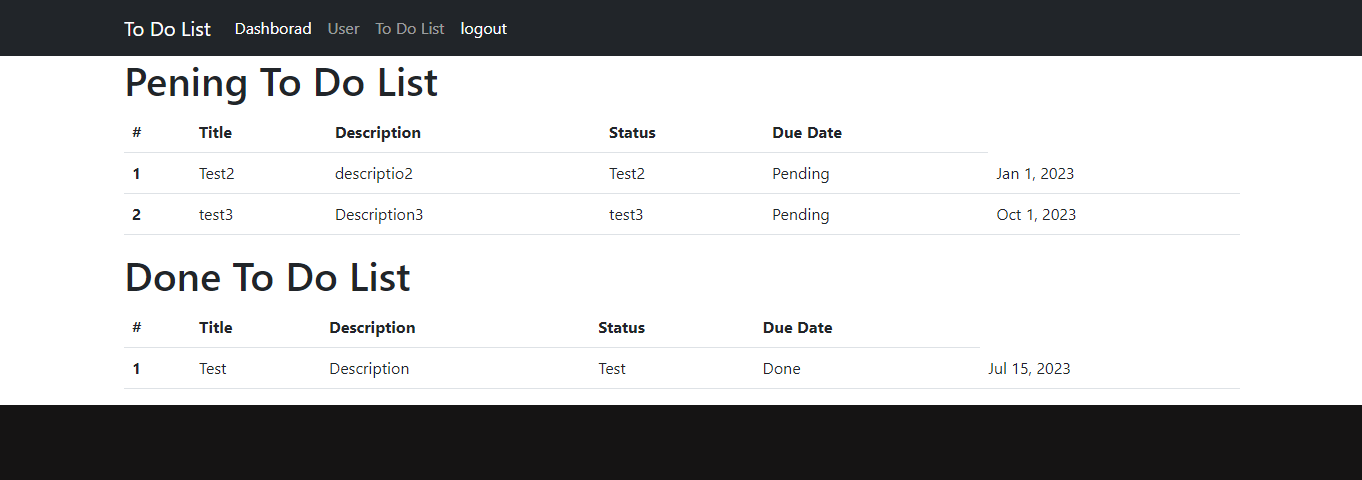 To Do List Dashborad User To Do List logout
Pening To Do List
# Title Description Status Due Date
1 Test2 descriptio2 Test2 Pending Jan 1, 2023
2 test3 Description3 test3 Pending Oct 1, 2023
Done To Do List
# Title Description Status Due Date
1 Test Description Test Done Jul 15, 2023